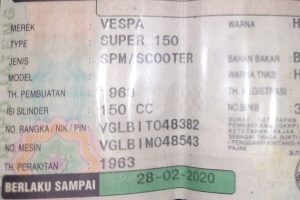 MEREK : VESPA WARNA : H
TYPE : SUPER 150
JENIS : SPM/SCOOTER BAHAN BAKAR : B
MODEL : WARNA TNKB : H
TH. PEMBUATAN : 1963 TH. REGISTRASI :
ISI SILINDER : 150 CC NO. BPKB :
NO. RANGKA / NIK / PIN : VGLBIT048382
NO. MESIN : VGLBIM048543
TH. PERAKITAN : 1963
BERLAKU SAMPAI 28-02-2020